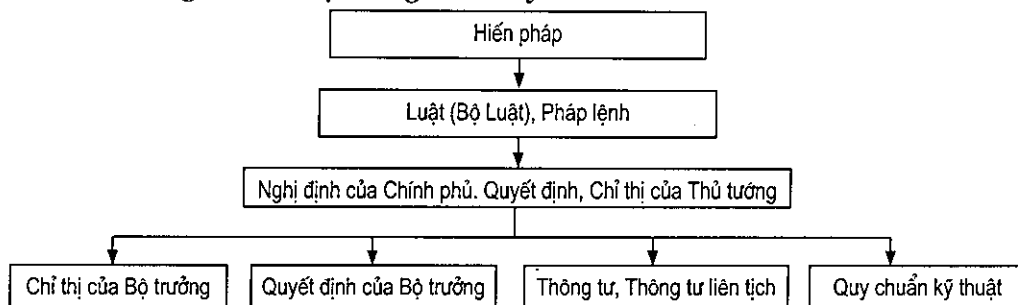 Hiến pháp
Luật (Bộ Luật), Pháp lệnh
Nghị định của Chính phủ. Quyết định, Chỉ thị của Thủ tướng
Chỉ thị của Bộ trưởng
Quyết định của Bộ trưởng
Thông tư, Thông tư liên tịch
Quy chuẩn kỹ thuật